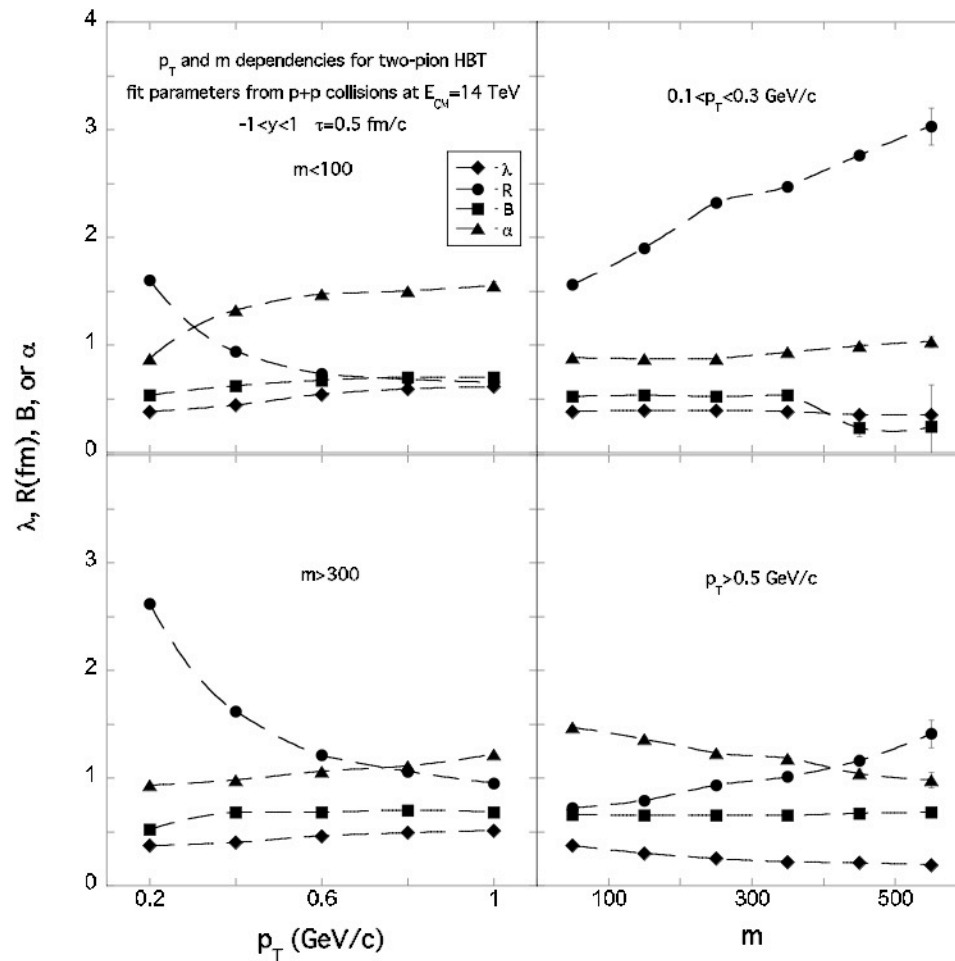 4
3
2
1
0
3
2
1
0
λ, R(fm), B, or α
p_T and m dependencies for two-pion HBT
fit parameters from p+p collisions at E_CM=14 TeV
-1<y<1 τ=0.5 fm/c
m<100
-λ
-R
-B
-α
0.1<p_T<0.3 GeV/c
m>300
p_T>0.5 GeV/c
0.2 0.6 1
100 300 500
p_T (GeV/c)
m